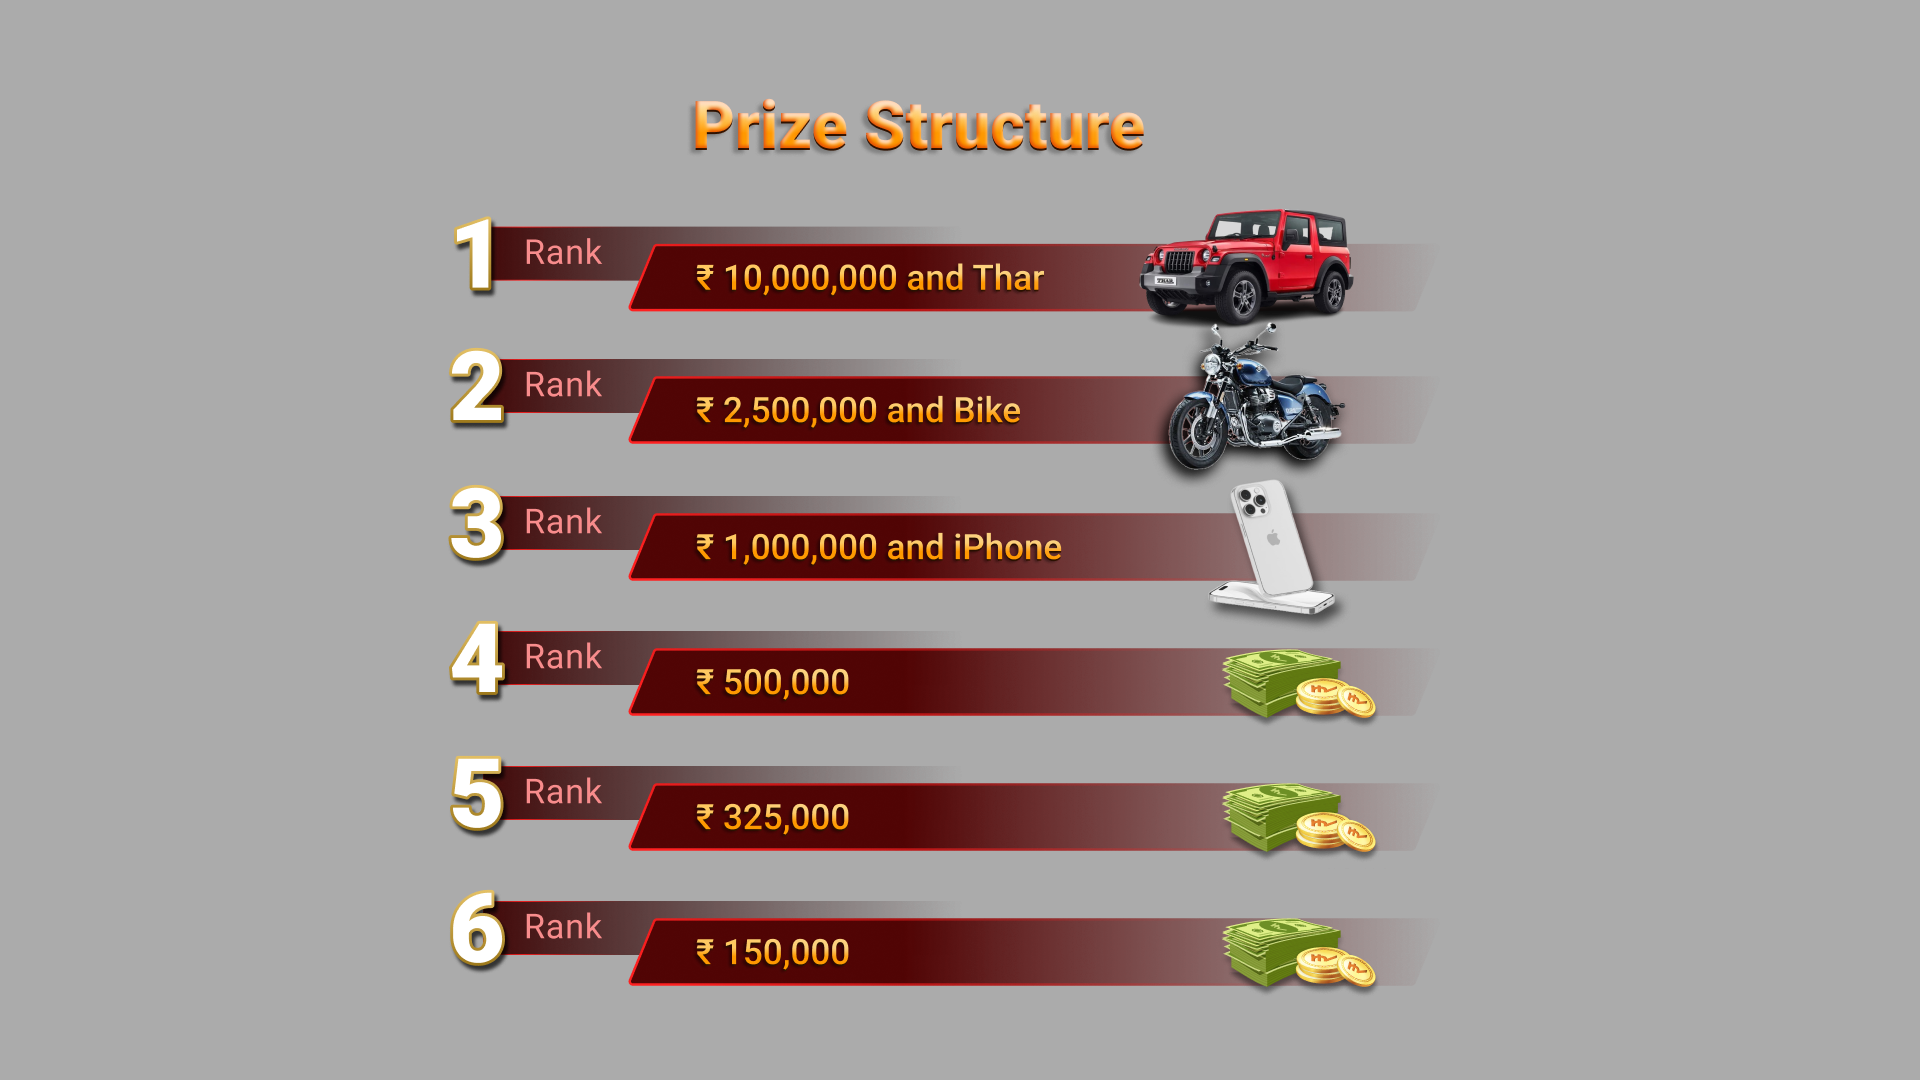 Prize Structure
1 Rank
₹ 10,000,000 and Thar
THAR
2 Rank
₹ 2,500,000 and Bike
3 Rank
₹ 1,000,000 and iPhone
4 Rank
₹ 500,000
5 Rank
₹ 325,000
6 Rank
₹ 150,000